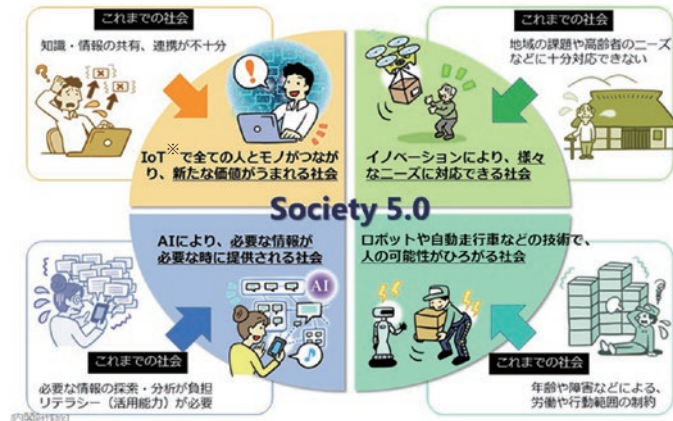 これまでの社会
知識・情報の共有、連携が不十分
IoT※で全ての人とモノがつなが
り、新たな価値がうまれる社会
これまでの社会
地域の課題や高齢者のニーズ
などに十分対応できない
イノベーションにより、様々
なニーズに対応できる社会
Society 5.0
AIにより、必要な情報が
必要な時に提供される社会
AI
これまでの社会
必要な情報の探索・分析が負担
リテラシー（活用能力）が必要
ロボットや自動走行車などの技術で、
人の可能性がひろがる社会
これまでの社会
年齢や障害などによる、
労働や行動範囲の制約